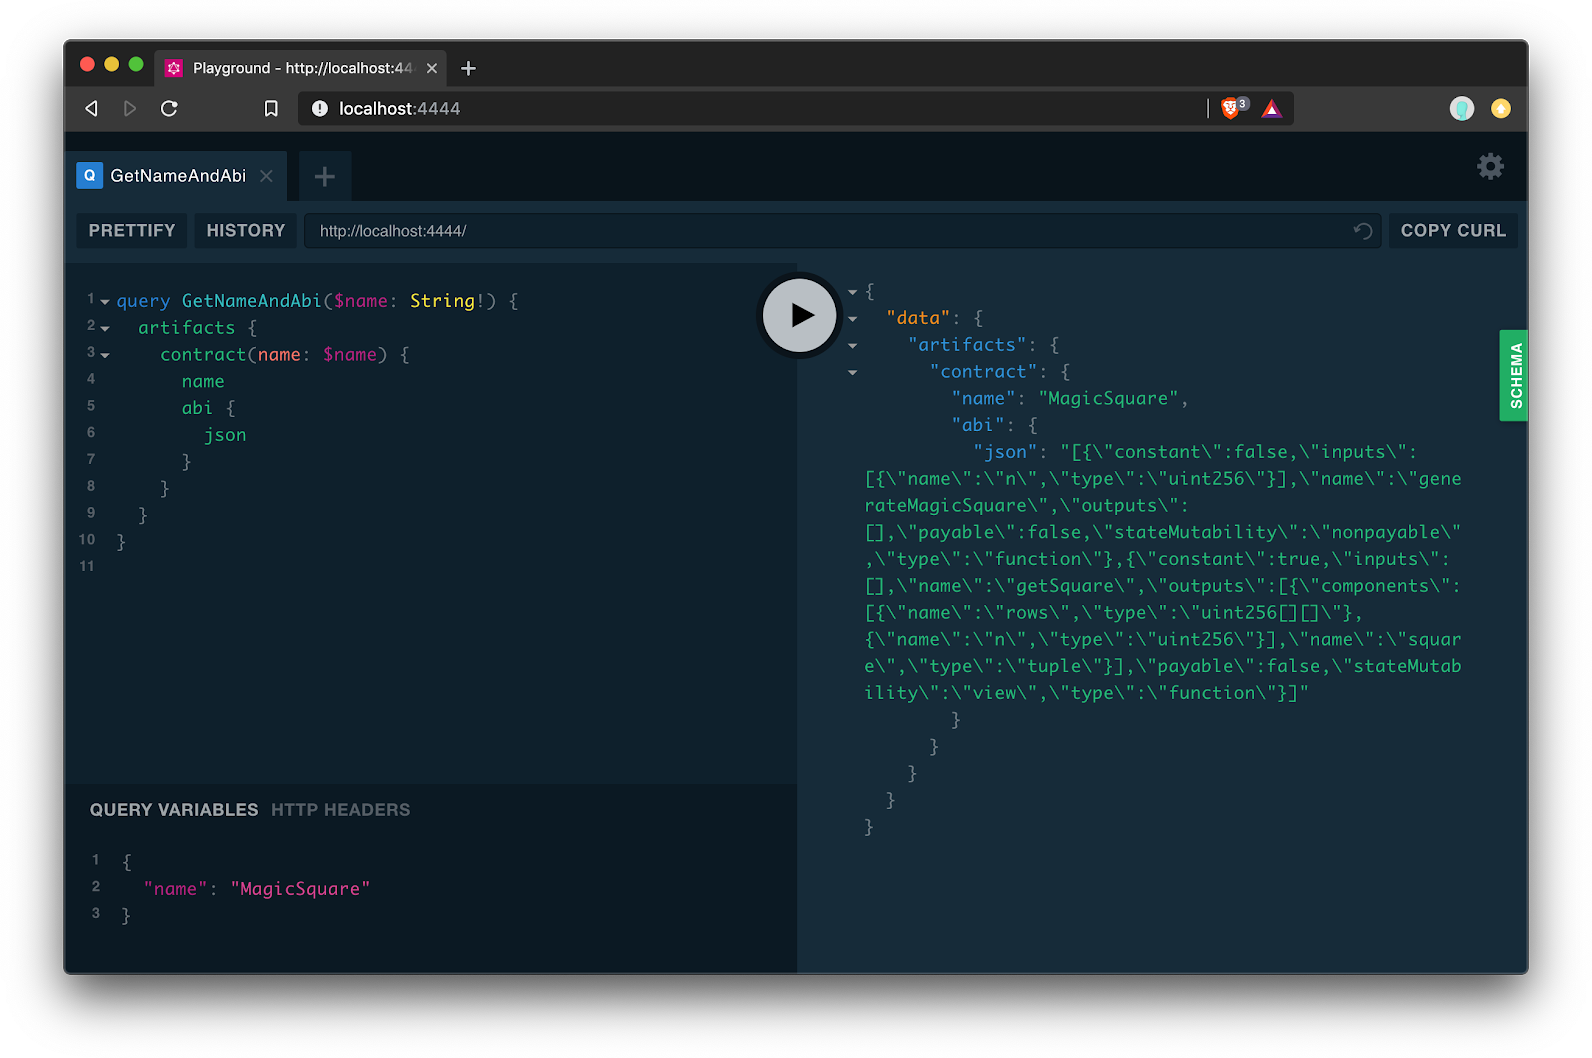 Playground - http://localhost:44
localhost:4444
3
Q GetNameAndAbi
PRETTIFY
HISTORY
http://localhost:4444/
COPY CURL
1 query GetNameAndAbi($name: String!) {
2 artifacts {
3 contract(name: $name) {
4 name
5 abi {
6 json
7 }
8 }
9 }
10 }
11
{
"data": {
"artifacts": {
"contract": {
"name": "MagicSquare",
"abi": {
"json": "[{\"constant\":false,\"inputs\":
[{\"name\":\"n\",\"type\":\"uint256\"}],\"name\":\"gene
rateMagicSquare\",\"outputs\":
[],\"payable\":false,\"stateMutability\":\"nonpayable\"
,\"type\":\"function\"},{\"constant\":true,\"inputs\":
[],\"name\":\"getSquare\",\"outputs\":[{\"components\":
[{\"name\":\"rows\",\"type\":\"uint256[][]\"},
{\"name\":\"n\",\"type\":\"uint256\"}],\"name\":\"squar
e\",\"type\":\"tuple\"}],\"payable\":false,\"stateMutab
ility\":\"view\",\"type\":\"function\"}]"
}
}
}
}
}
SCHEMA
QUERY VARIABLES HTTP HEADERS
1 {
2 "name": "MagicSquare"
3 }